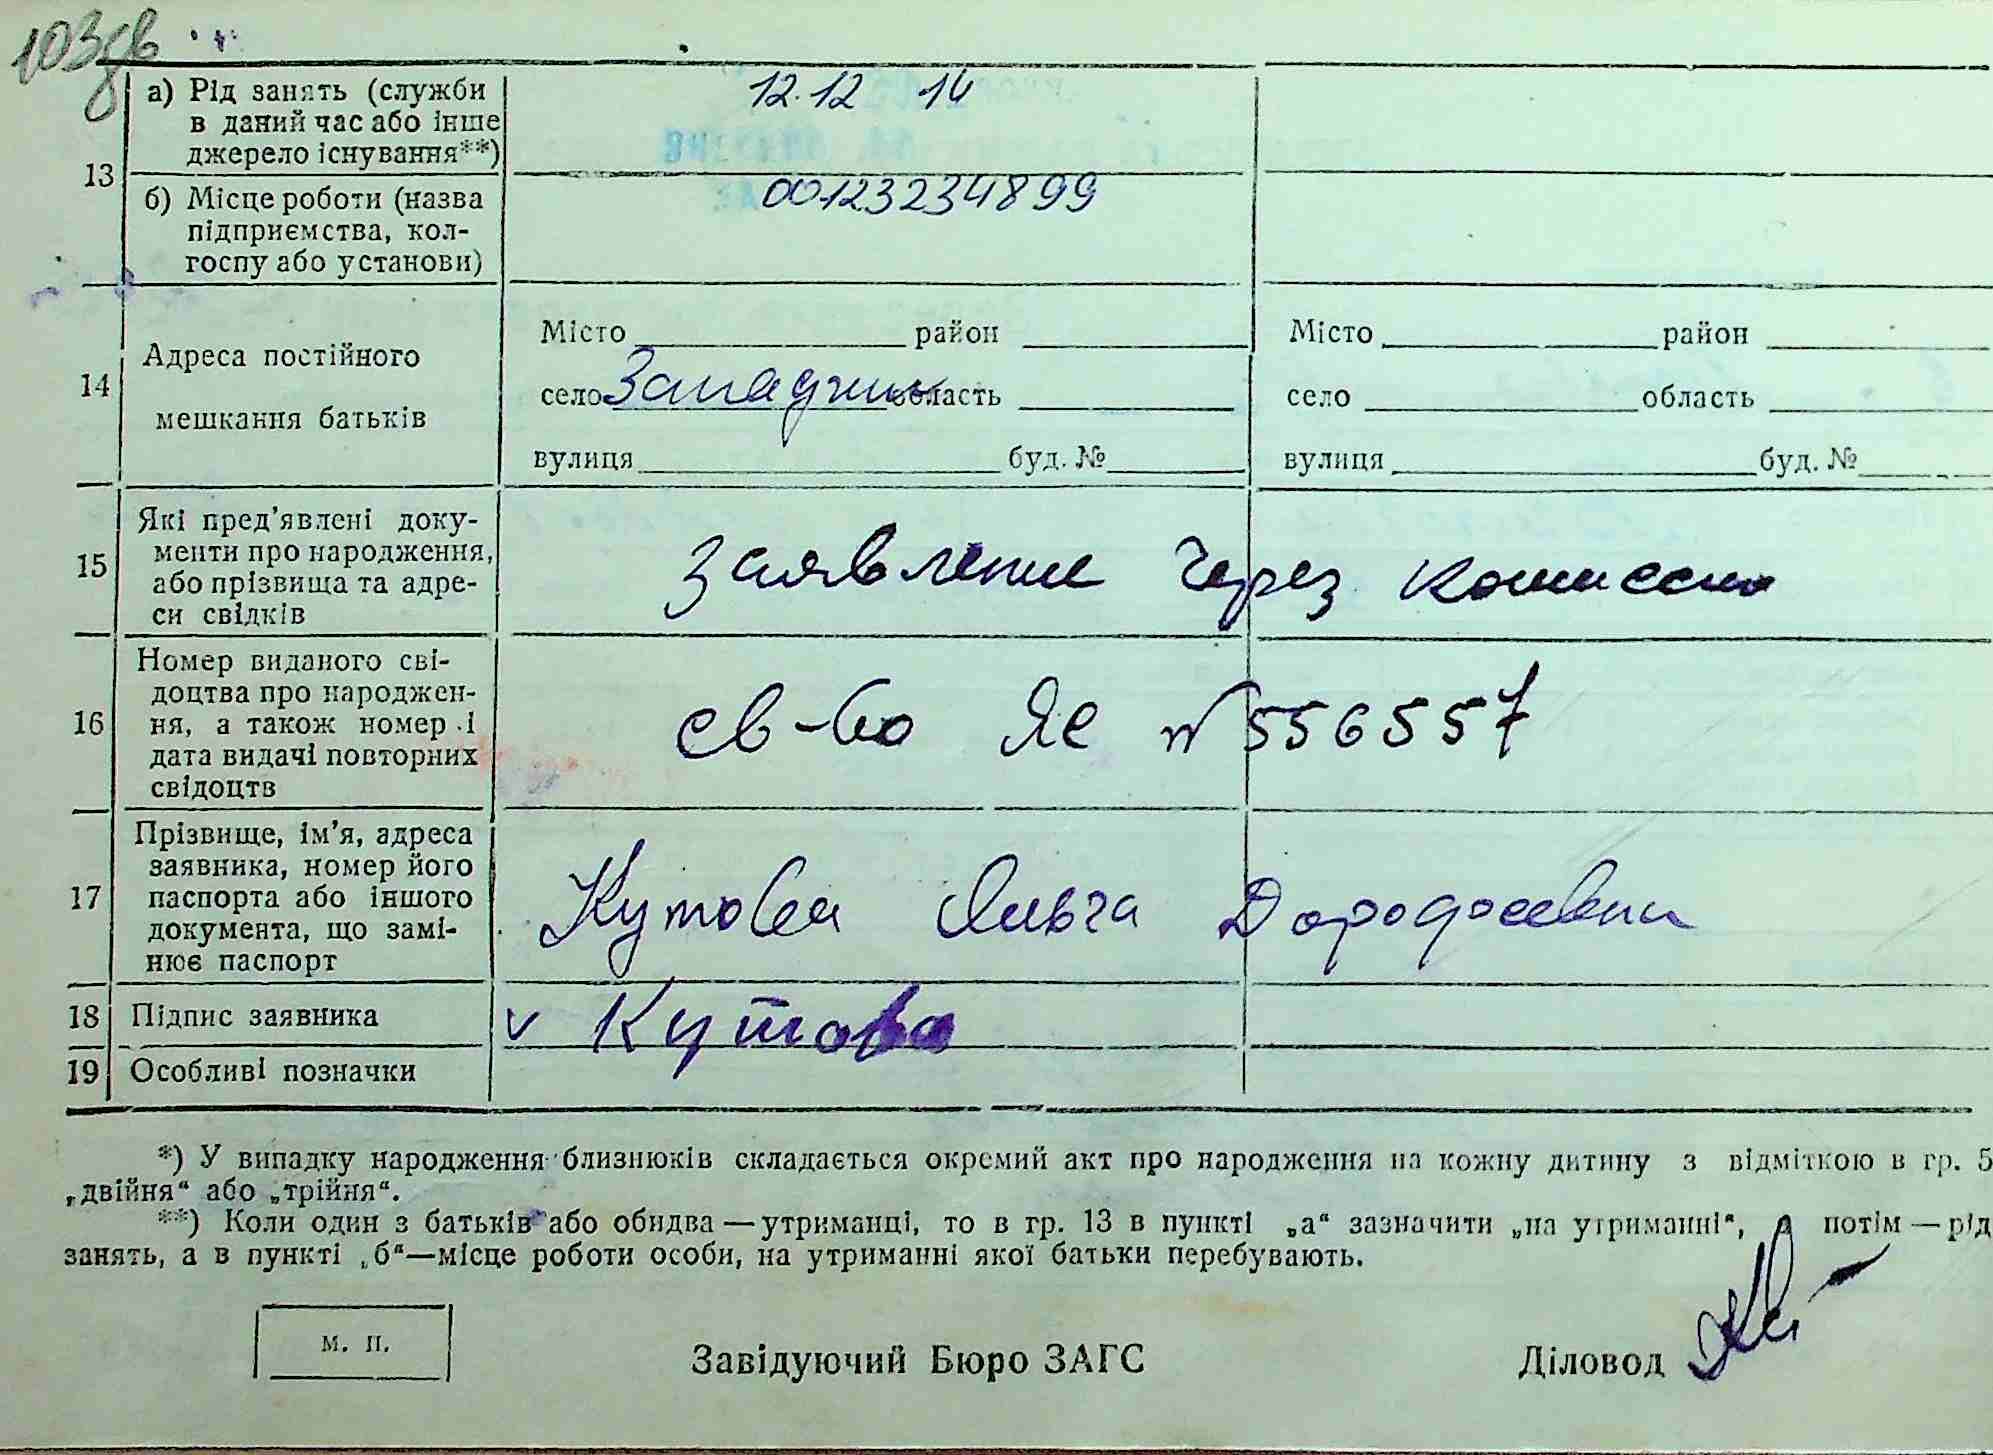 а) Рід занять (служби
в даний час або інше
джерело існування**)
12.12 14
13
б) Місце роботи (назва
підприємства, кол-
госпу або установи)
001232234899
14
Адреса постійного
мешкання батьків
Місто район
село область
вулиця буд. №
Місто район
село область
вулиця буд. №
15
Які пред’явлені доку-
менти про народження,
або прізвища та адре-
си свідків
Заявление через комиссию
16
Номер виданого сві-
доцтва про народжен-
ня, а також номер і
дата видачі повторних
свідоцтв
св-во ЯЕ № 556557
17
Прізвище, ім’я, адреса
заявника, номер його
паспорта або іншого
документа, що замі-
нює паспорт
Кутова Ольга Дорофеевна
18 Підпис заявника
v Кутова
19 Особливі позначки
*) У випадку народження близнюків складається окремий акт про народження на кожну дитину з відміткою в гр. 5
„двійня“ або „трійня“.
**) Коли один з батьків або обидва — утриманці, то в гр. 13 в пункті „а“ зазначити „на утриманні“, а потім — рід
занять, а в пункті „б“—місце роботи особи, на утриманні якої батьки перебувають.
М. П.
Завідуючий Бюро ЗАГС
Діловод